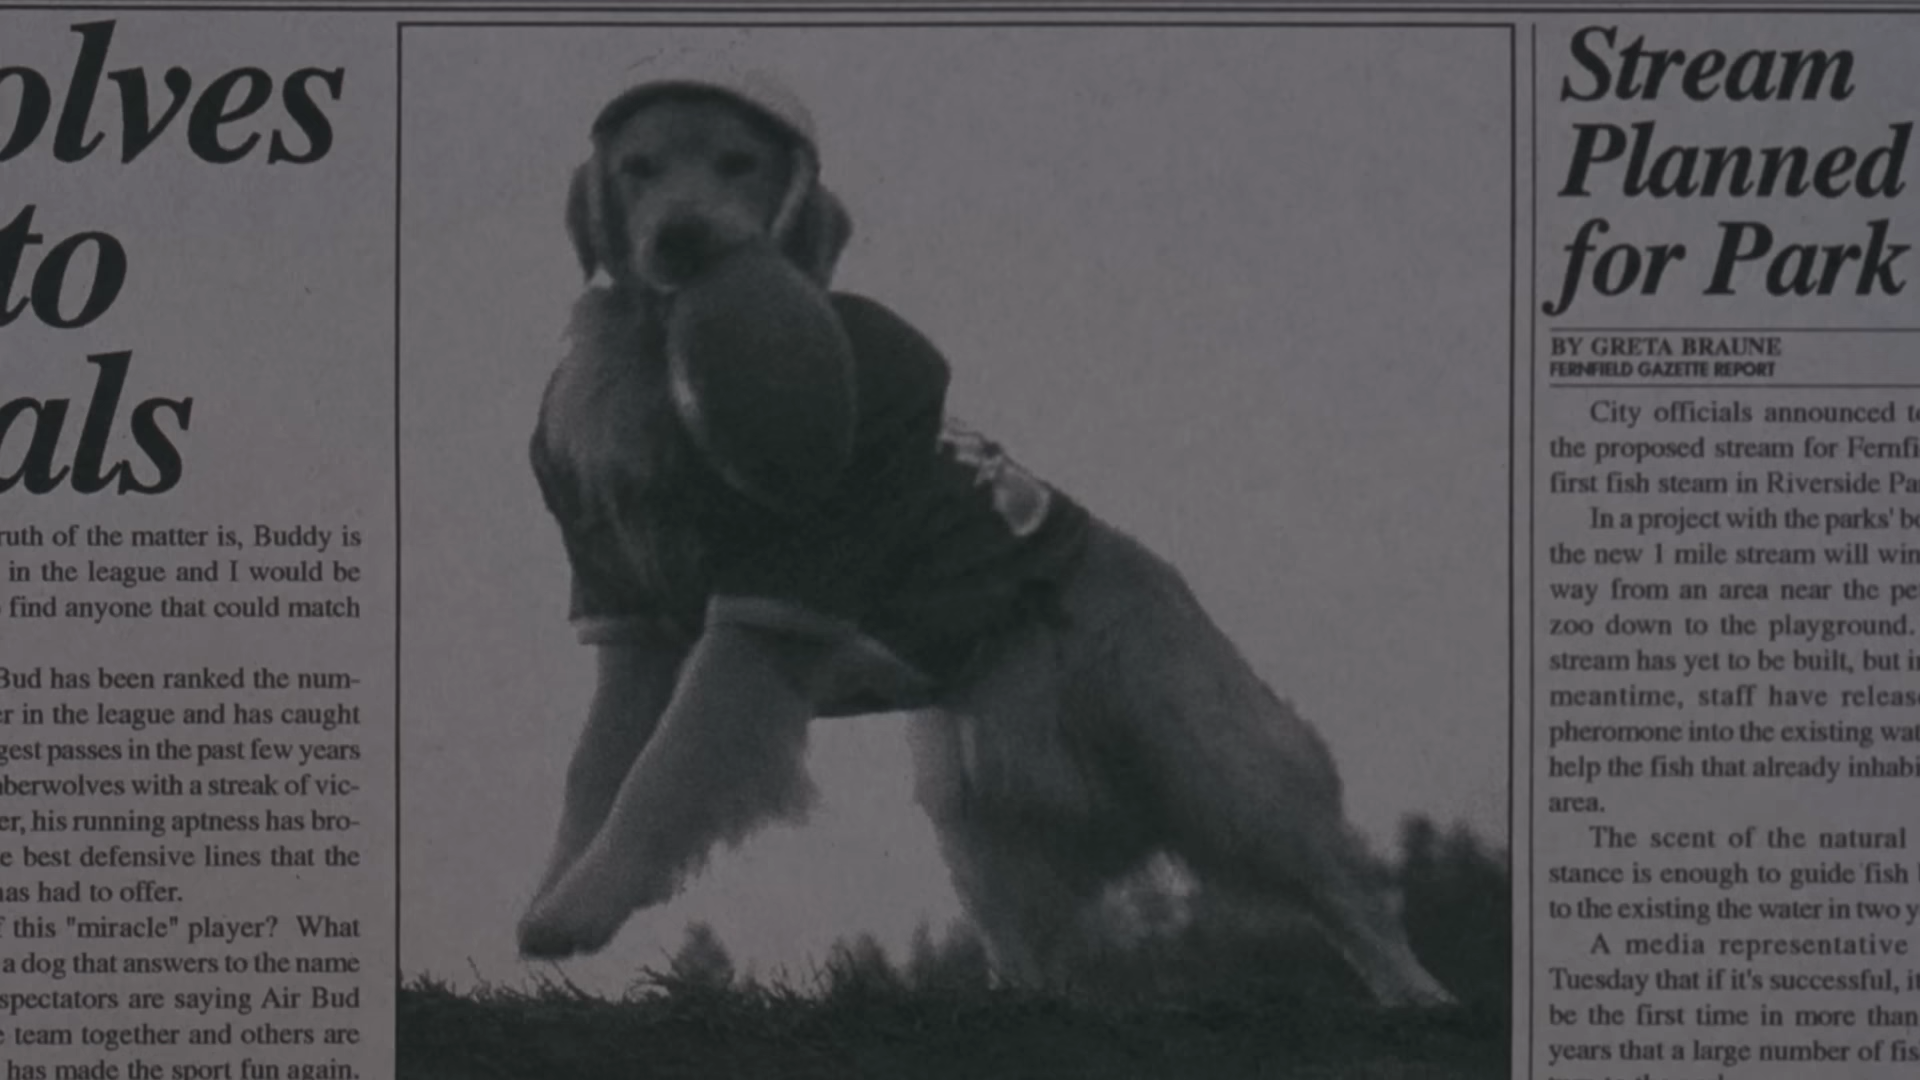 olves
to
als
ruth of the matter is, Buddy is
in the league and I would be
find anyone that could match
Bud has been ranked the num-
er in the league and has caught
gest passes in the past few years
berwolves with a streak of vic-
er, his running aptness has bro-
e best defensive lines that the
has had to offer.
f this "miracle" player? What
a dog that answers to the name
spectators are saying Air Bud
e team together and others are
has made the sport fun again.
Stream
Planned
for Park
BY GRETA BRAUNE
FERNFIELD GAZETTE REPORT
City officials announced t
the proposed stream for Fernfi
first fish steam in Riverside Pa
In a project with the parks' b
the new 1 mile stream will win
way from an area near the pe
zoo down to the playground.
stream has yet to be built, but i
meantime, staff have release
pheromone into the existing wat
help the fish that already inhabi
area.
The scent of the natural
stance is enough to guide fish
to the existing the water in two y
A media representative
Tuesday that if it's successful, it
be the first time in more than
years that a large number of fis